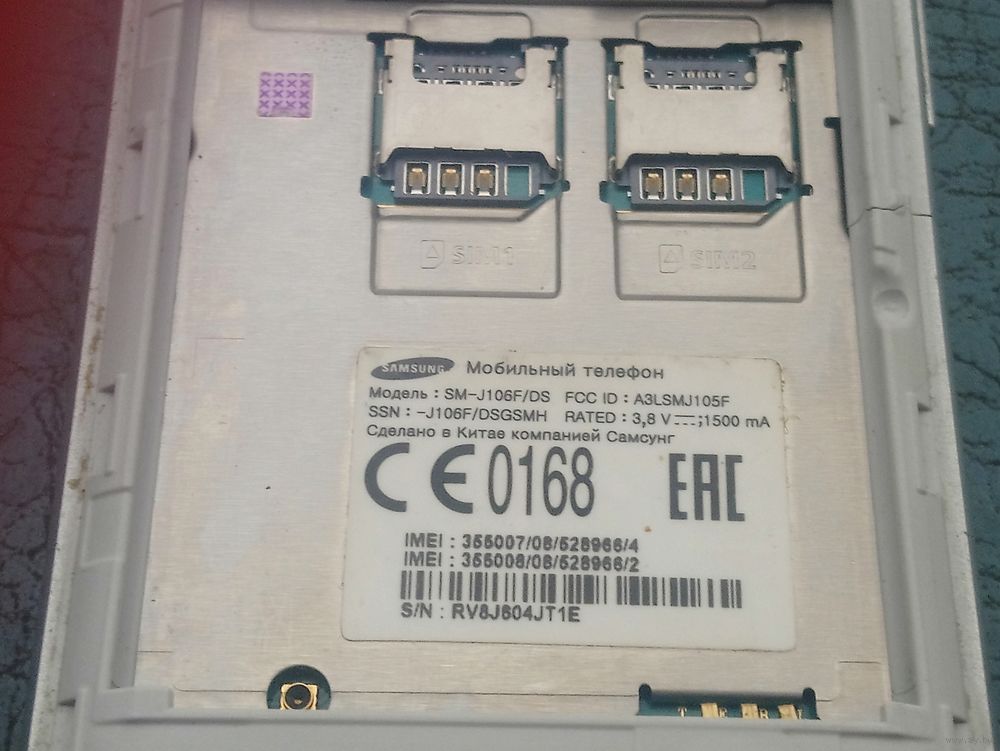 SIM1
SIM2
SAMSUNG Мобильный телефон
Модель : SM-J106F/DS FCC ID : A3LSMJ105F
SSN : -J106F/DSGSMH RATED : 3,8 V ⎓;1500 mA
Сделано в Китае компанией Самсунг
CE 0168 EAC
IMEI : 355007/08/528966/4
IMEI : 355008/08/528966/2
S/N : RV8J604JT1E